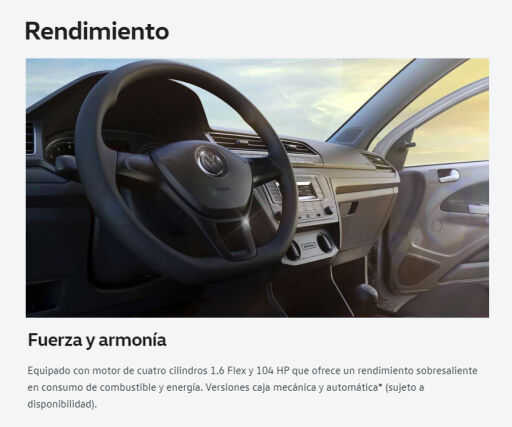 Rendimiento
Fuerza y armonía
Equipado con motor de cuatro cilindros 1.6 Flex y 104 HP que ofrece un rendimiento sobresaliente
en consumo de combustible y energía. Versiones caja mecánica y automática* (sujeto a
disponibilidad).